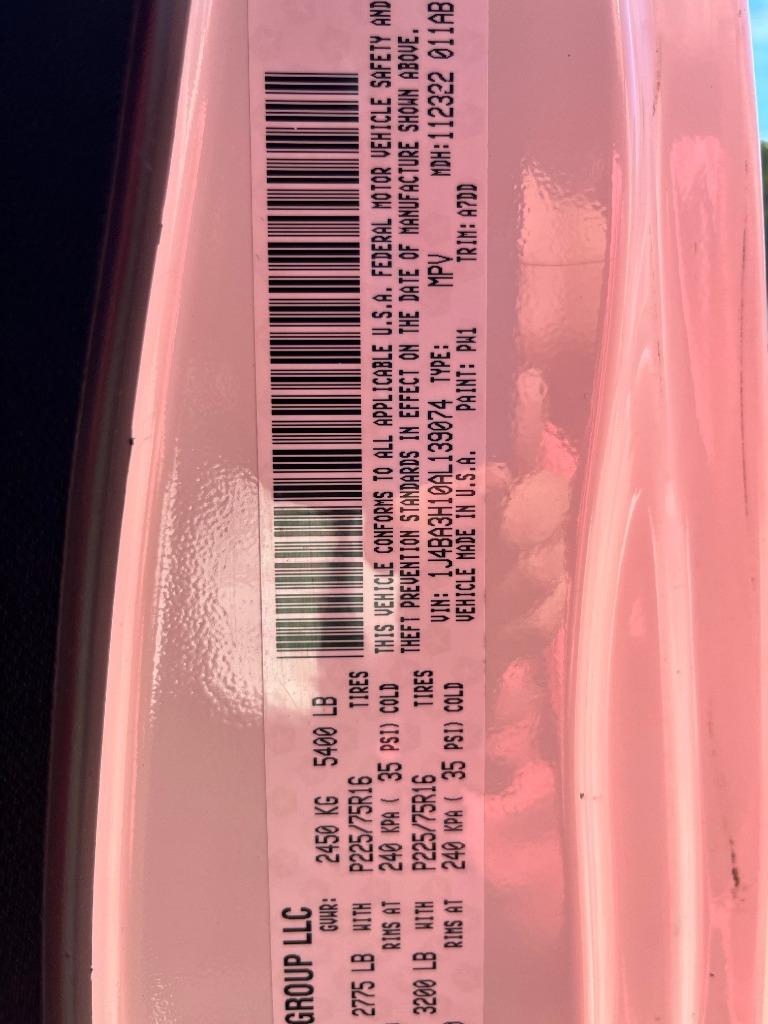 GROUP LLC
GVWR: 2450 KG 5400 LB
2775 LB WITH P225/75R16 TIRES
RIMS AT 240 KPA ( 35 PSI) COLD
3200 LB WITH P225/75R16 TIRES
) RIMS AT 240 KPA ( 35 PSI) COLD
THIS VEHICLE CONFORMS TO ALL APPLICABLE U.S.A. FEDERAL MOTOR VEHICLE SAFETY AND
THEFT PREVENTION STANDARDS IN EFFECT ON THE DATE OF MANUFACTURE SHOWN ABOVE.
VIN: 1J4BA3H10AL139074 TYPE: MPV MDH: 112322 011AB
VEHICLE MADE IN U.S.A. PAINT: PW1 TRIM: A7DD